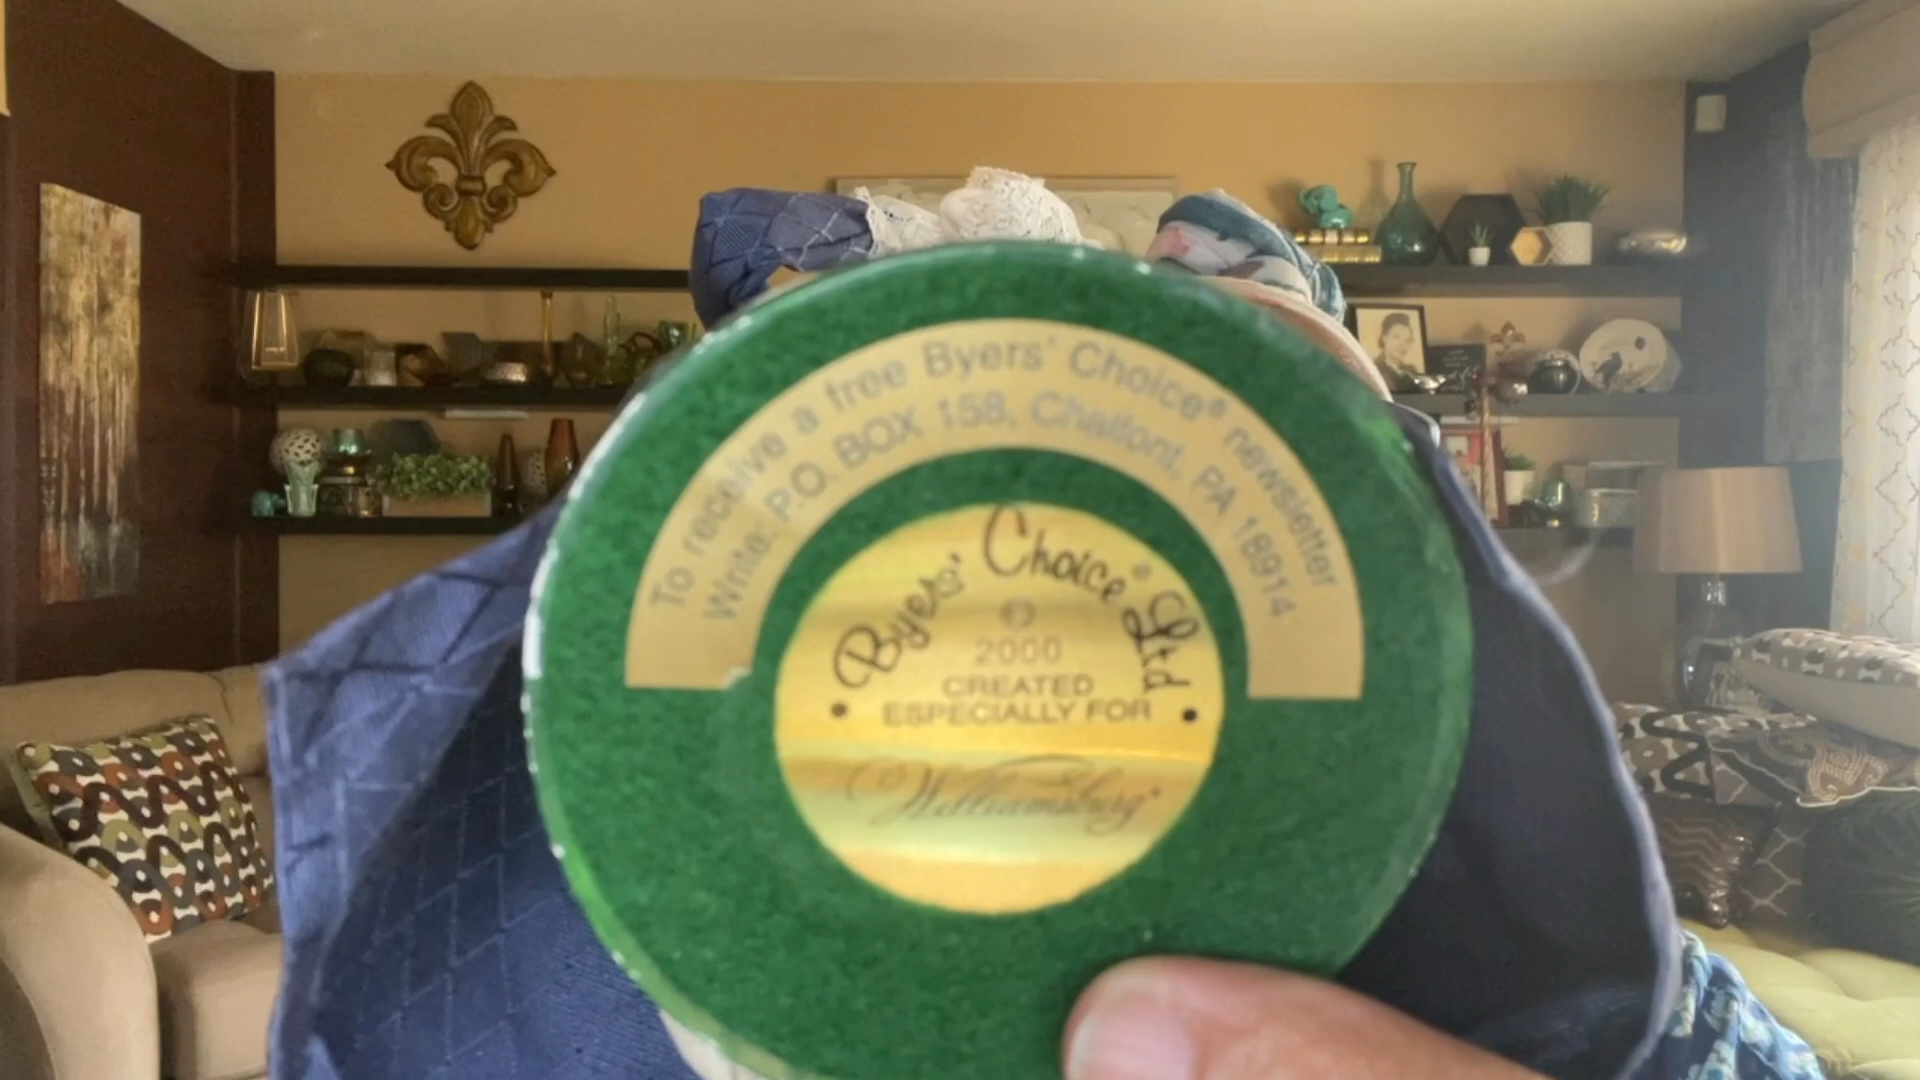 To receive a free Byers' Choice® newsletter
Write: P.O. BOX 158, Chalfont, PA 18914
Byers' Choice® Ltd
©
2000
CREATED
• ESPECIALLY FOR •
Williamsburg®